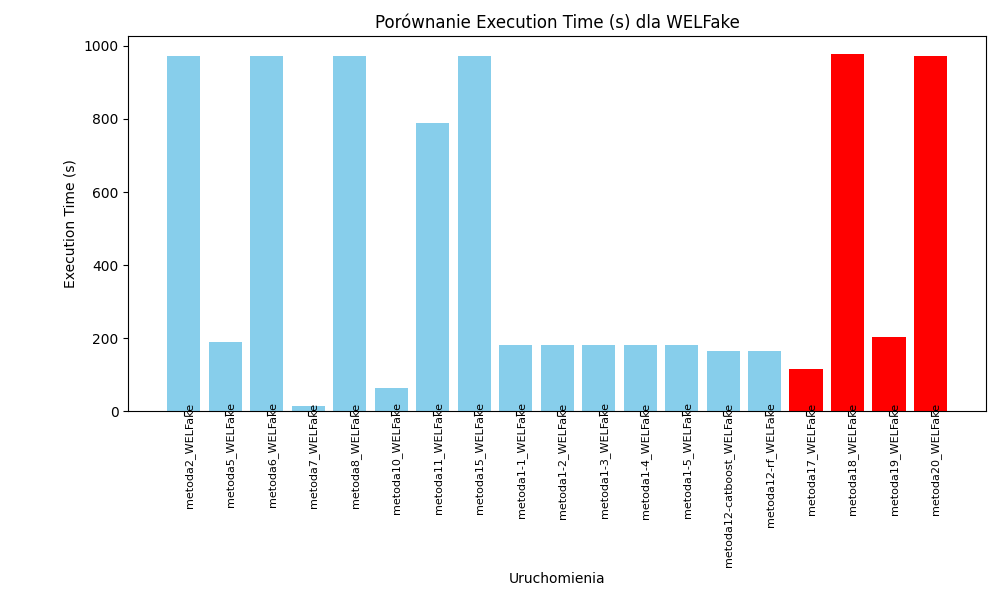 Porównanie Execution Time (s) dla WELFake
Execution Time (s)
1000
800
600
400
200
0
metoda2_WELFake
metoda5_WELFake
metoda6_WELFake
metoda7_WELFake
metoda8_WELFake
metoda10_WELFake
metoda11_WELFake
metoda15_WELFake
metoda1-1_WELFake
metoda1-2_WELFake
metoda1-3_WELFake
metoda1-4_WELFake
metoda1-5_WELFake
metoda12-catboost_WELFake
metoda12-rf_WELFake
metoda17_WELFake
metoda18_WELFake
metoda19_WELFake
metoda20_WELFake
Uruchomienia